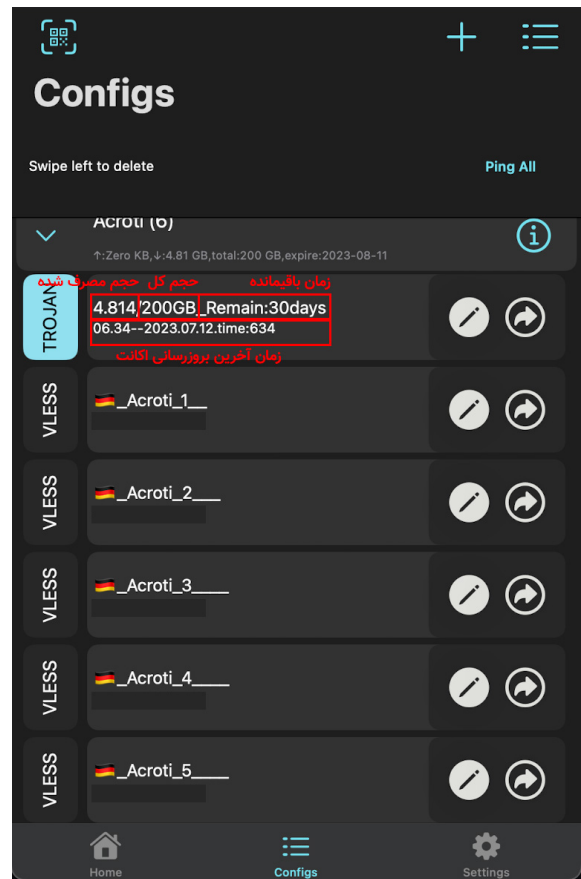 Configs
Swipe left to delete
Ping All
Acroti (6)
↑:Zero KB,↓:4.81 GB,total:200 GB,expire:2023-08-11
حجم مصرف شده
حجم کل
زمان باقیمانده
TROJAN
4.814/200GB_Remain:30days
06.34--2023.07.12.time:634
زمان آخرین بروزرسانی اکانت
VLESS
🇩🇪_Acroti_1__
VLESS
🇩🇪_Acroti_2___
VLESS
🇩🇪_Acroti_3____
VLESS
🇩🇪_Acroti_4____
VLESS
🇩🇪_Acroti_5____
Home
Configs
Settings